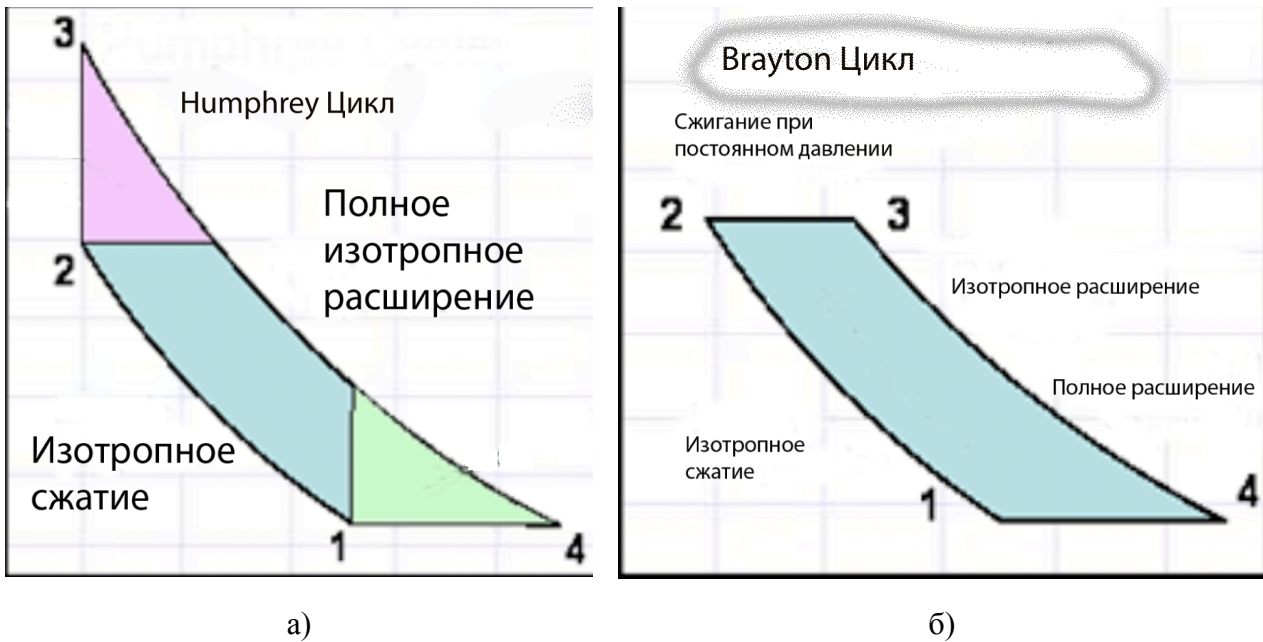 3
Humphrey Цикл
Полное
изотропное
расширение
2
Изотропное
сжатие
1
4
Brayton Цикл
Сжигание при
постоянном давлении
2
3
Изотропное расширение
Полное расширение
Изотропное
сжатие
1
4
а)
б)